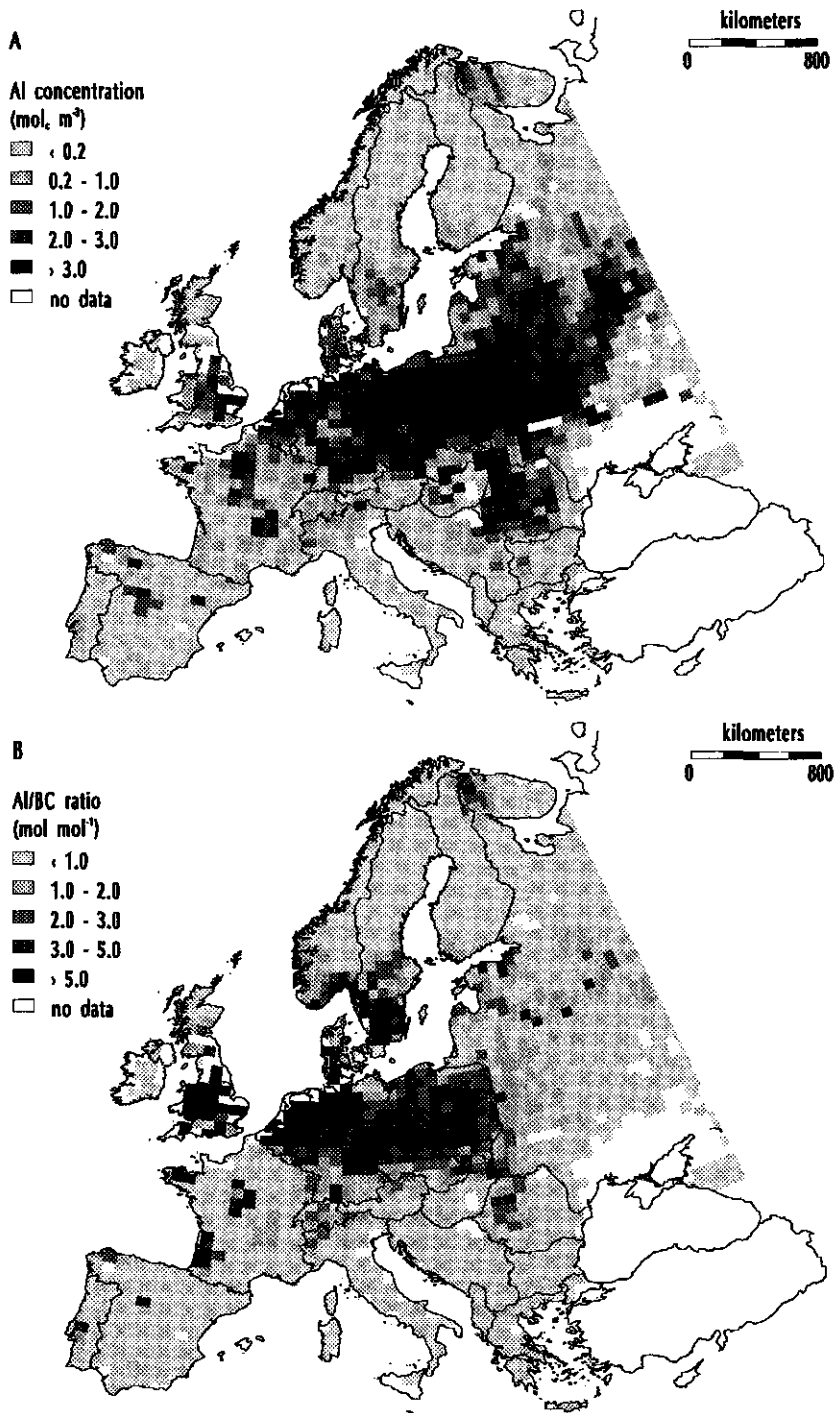 A
kilometers
0 800
Al concentration
(mol_c m⁻³)
‹ 0.2
0.2 - 1.0
1.0 - 2.0
2.0 - 3.0
› 3.0
no data
B
kilometers
0 800
Al/BC ratio
(mol mol⁻¹)
‹ 1.0
1.0 - 2.0
2.0 - 3.0
3.0 - 5.0
› 5.0
no data